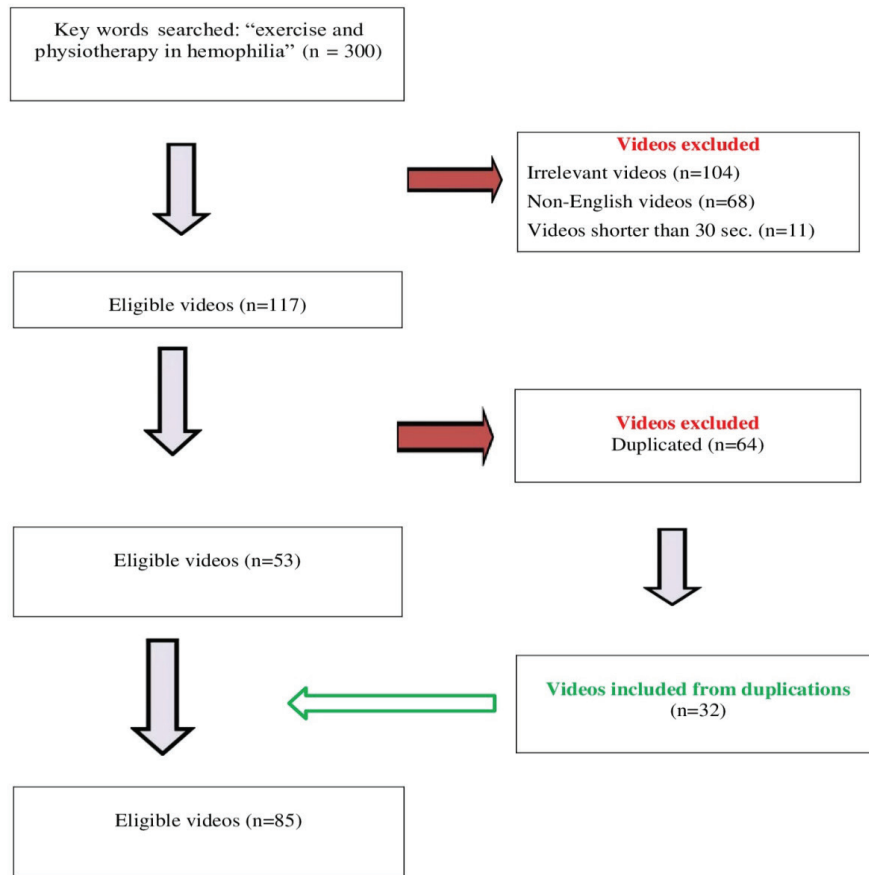 Key words searched: “exercise and
physiotherapy in hemophilia” (n = 300)
Videos excluded
Irrelevant videos (n=104)
Non-English videos (n=68)
Videos shorter than 30 sec. (n=11)
Eligible videos (n=117)
Videos excluded
Duplicated (n=64)
Eligible videos (n=53)
Videos included from duplications
(n=32)
Eligible videos (n=85)